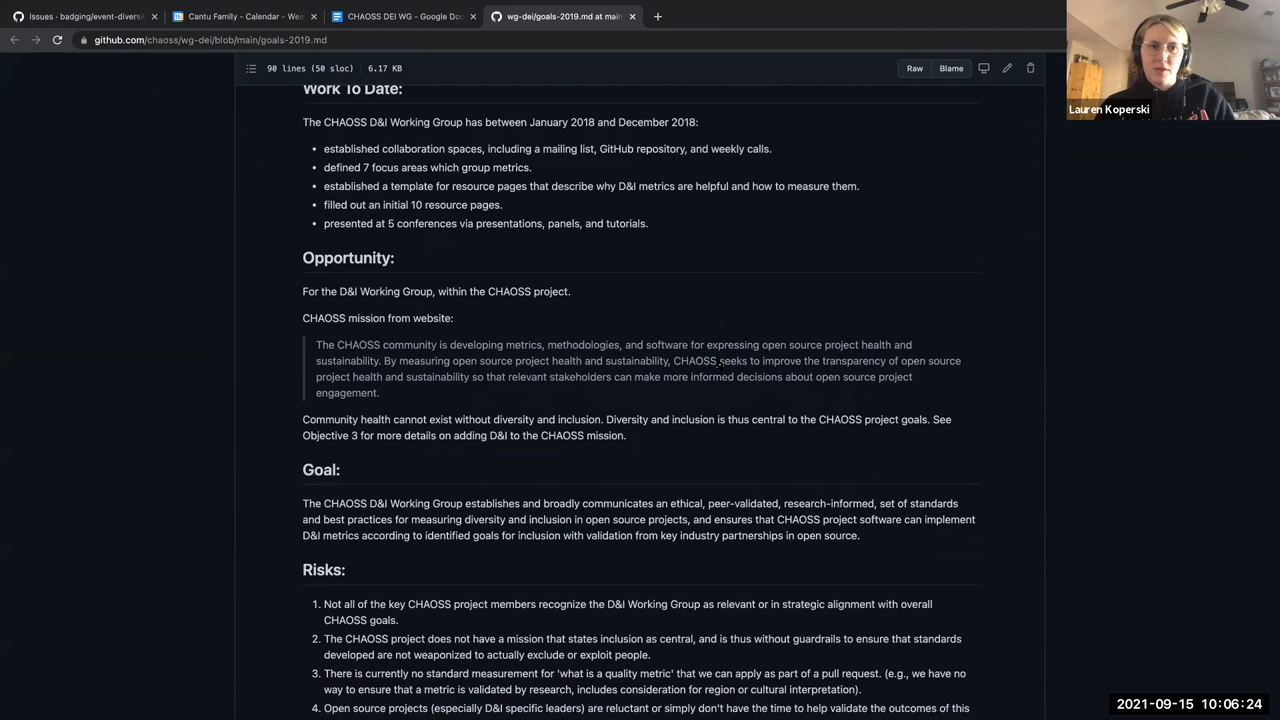 Issues · badging/event-diversi
Cantu Family - Calendar - Wee
CHAOSS DEI WG - Google Doc
wg-dei/goals-2019.md at main
github.com/chaoss/wg-dei/blob/main/goals-2019.md
90 lines (50 sloc) 6.17 KB
Raw Blame
Lauren Koperski
Work To Date:
The CHAOSS D&I Working Group has between January 2018 and December 2018:
• established collaboration spaces, including a mailing list, GitHub repository, and weekly calls.
• defined 7 focus areas which group metrics.
• established a template for resource pages that describe why D&I metrics are helpful and how to measure them.
• filled out an initial 10 resource pages.
• presented at 5 conferences via presentations, panels, and tutorials.
Opportunity:
For the D&I Working Group, within the CHAOSS project.
CHAOSS mission from website:
The CHAOSS community is developing metrics, methodologies, and software for expressing open source project health and
sustainability. By measuring open source project health and sustainability, CHAOSS seeks to improve the transparency of open source
project health and sustainability so that relevant stakeholders can make more informed decisions about open source project
engagement.
Community health cannot exist without diversity and inclusion. Diversity and inclusion is thus central to the CHAOSS project goals. See
Objective 3 for more details on adding D&I to the CHAOSS mission.
Goal:
The CHAOSS D&I Working Group establishes and broadly communicates an ethical, peer-validated, research-informed, set of standards
and best practices for measuring diversity and inclusion in open source projects, and ensures that CHAOSS project software can implement
D&I metrics according to identified goals for inclusion with validation from key industry partnerships in open source.
Risks:
1. Not all of the key CHAOSS project members recognize the D&I Working Group as relevant or in strategic alignment with overall
CHAOSS goals.
2. The CHAOSS project does not have a mission that states inclusion as central, and is thus without guardrails to ensure that standards
developed are not weaponized to actually exclude or exploit people.
3. There is currently no standard measurement for 'what is a quality metric' that we can apply as part of a pull request. (e.g., we have no
way to ensure that a metric is validated by research, includes consideration for region or cultural interpretation).
4. Open source projects (especially D&I specific leaders) are reluctant or simply don't have the time to help validate the outcomes of this
2021-09-15 10:06:24